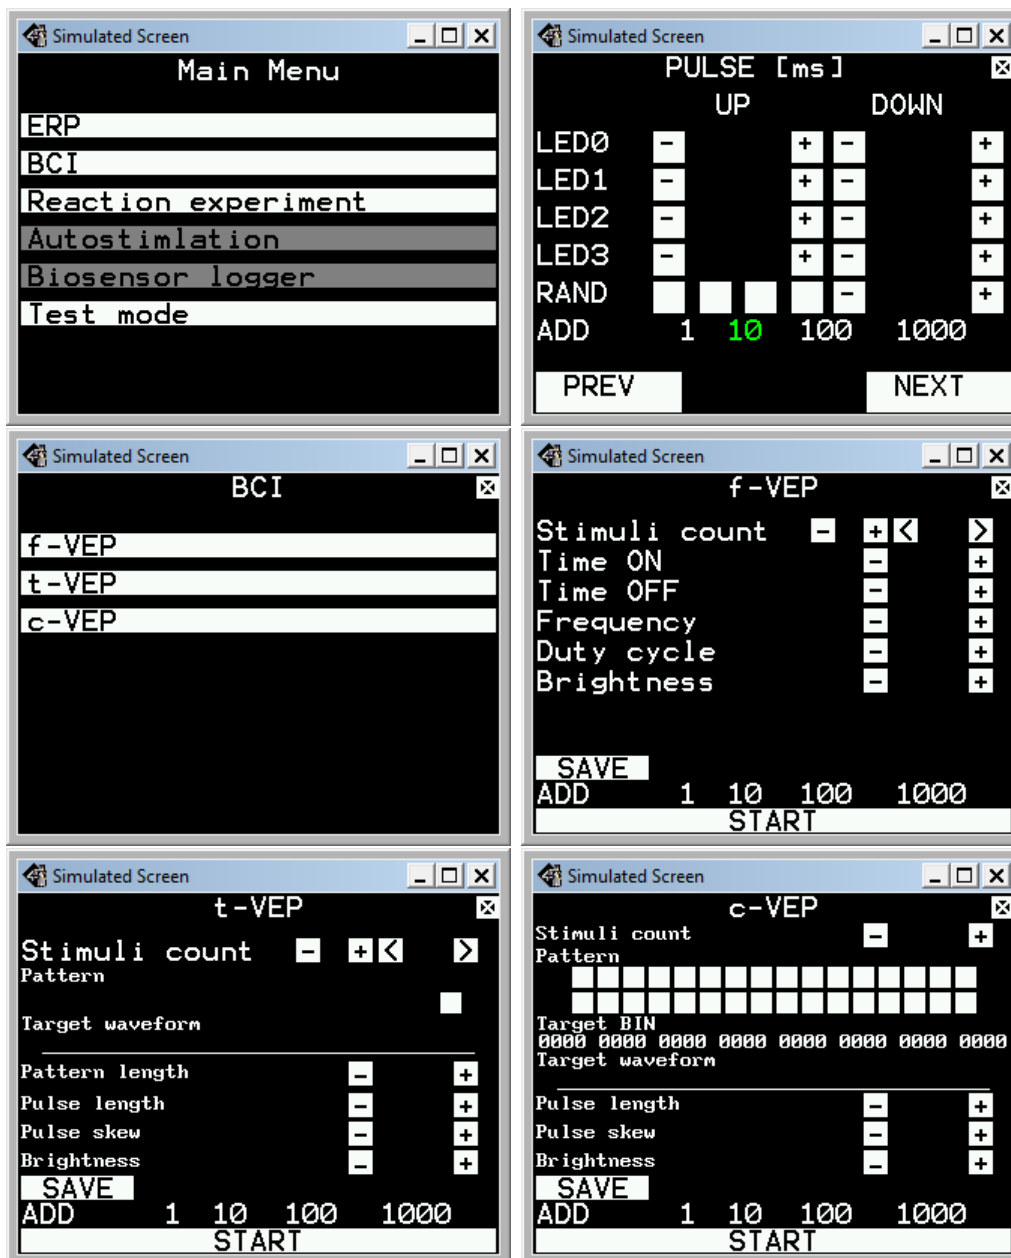 Simulated Screen
Main Menu
ERP
BCI
Reaction experiment
Autostimlation
Biosensor logger
Test mode
Simulated Screen
PULSE [ms]
UP DOWN
LED0 - + - +
LED1 - + - +
LED2 - + - +
LED3 - + - +
RAND - +
ADD 1 10 100 1000
PREV NEXT
Simulated Screen
BCI
f-VEP
t-VEP
c-VEP
Simulated Screen
f-VEP
Stimuli count - + < >
Time ON - +
Time OFF - +
Frequency - +
Duty cycle - +
Brightness - +
SAVE
ADD 1 10 100 1000
START
Simulated Screen
t-VEP
Stimuli count - + < >
Pattern
Target waveform
Pattern length - +
Pulse length - +
Pulse skew - +
Brightness - +
SAVE
ADD 1 10 100 1000
START
Simulated Screen
c-VEP
Stimuli count - +
Pattern
Target BIN
0000 0000 0000 0000 0000 0000 0000 0000
Target waveform
Pulse length - +
Pulse skew - +
Brightness - +
SAVE
ADD 1 10 100 1000
START